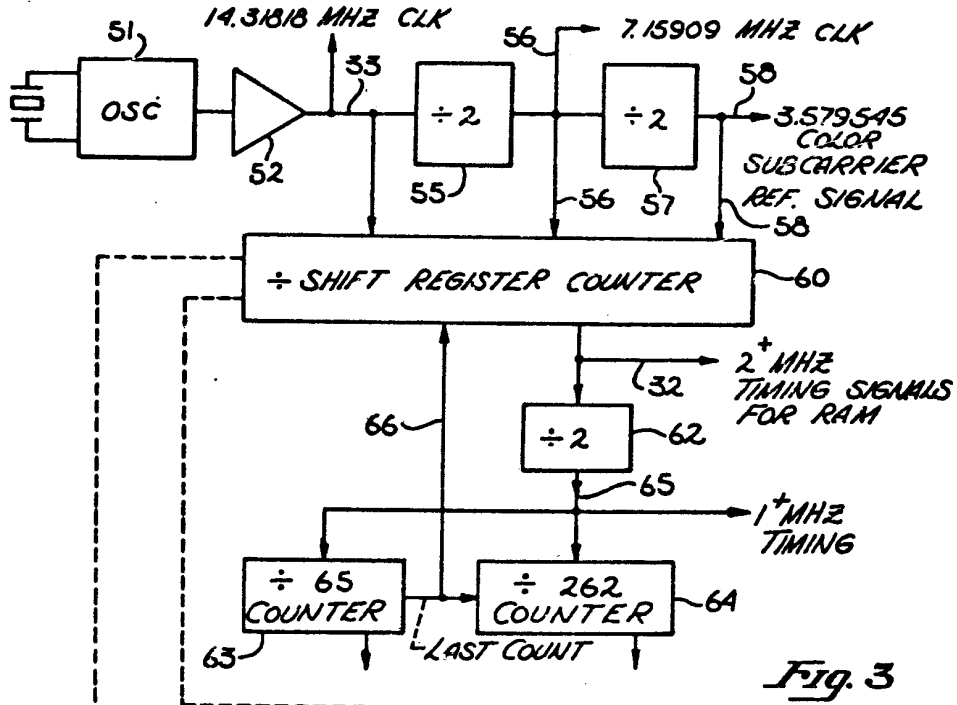 14.31818 MHZ CLK
51
OSC
52
33
÷ 2
55
56
7.15909 MHZ CLK
56
÷ 2
57
58
3.579545
COLOR
SUBCARRIER
REF. SIGNAL
58
÷ SHIFT REGISTER COUNTER
60
2+ MHZ
TIMING SIGNALS
FOR RAM
32
66
÷ 2
62
65
1+ MHZ
TIMING
÷ 65
COUNTER
63
÷ 262
COUNTER
64
LAST COUNT
Fig. 3